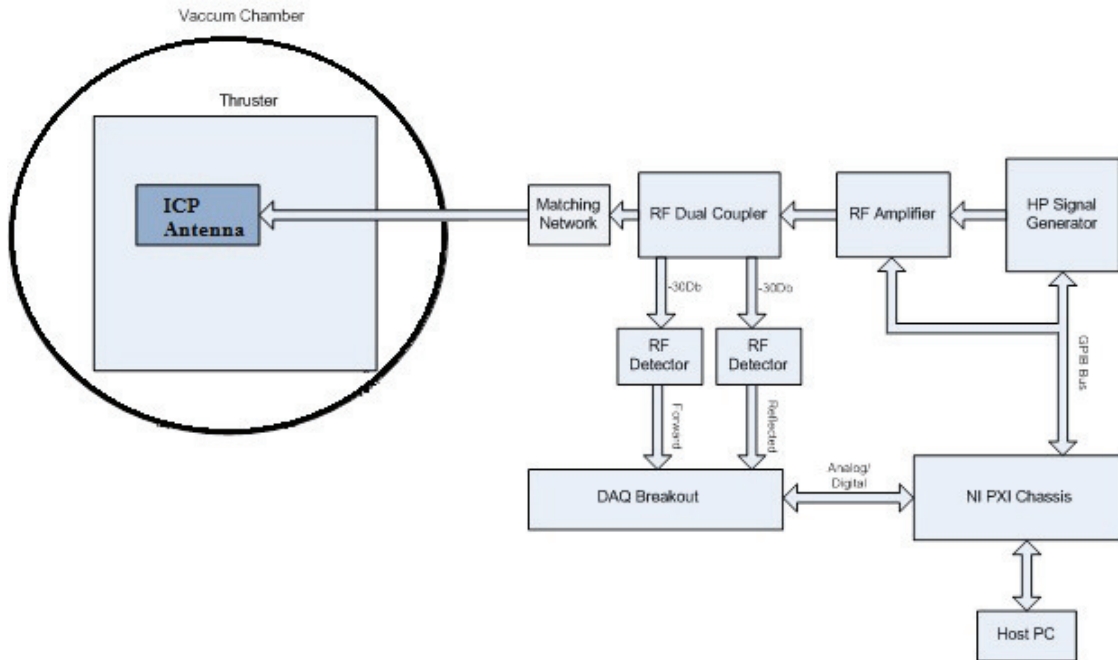 Vaccum Chamber
Thruster
ICP
Antenna
Matching
Network
RF Dual Coupler
RF Amplifier
HP Signal
Generator
-30Db
-30Db
RF
Detector
RF
Detector
GPIB Bus
Forward
Reflected
DAQ Breakout
Analog/
Digital
NI PXI Chassis
Host PC